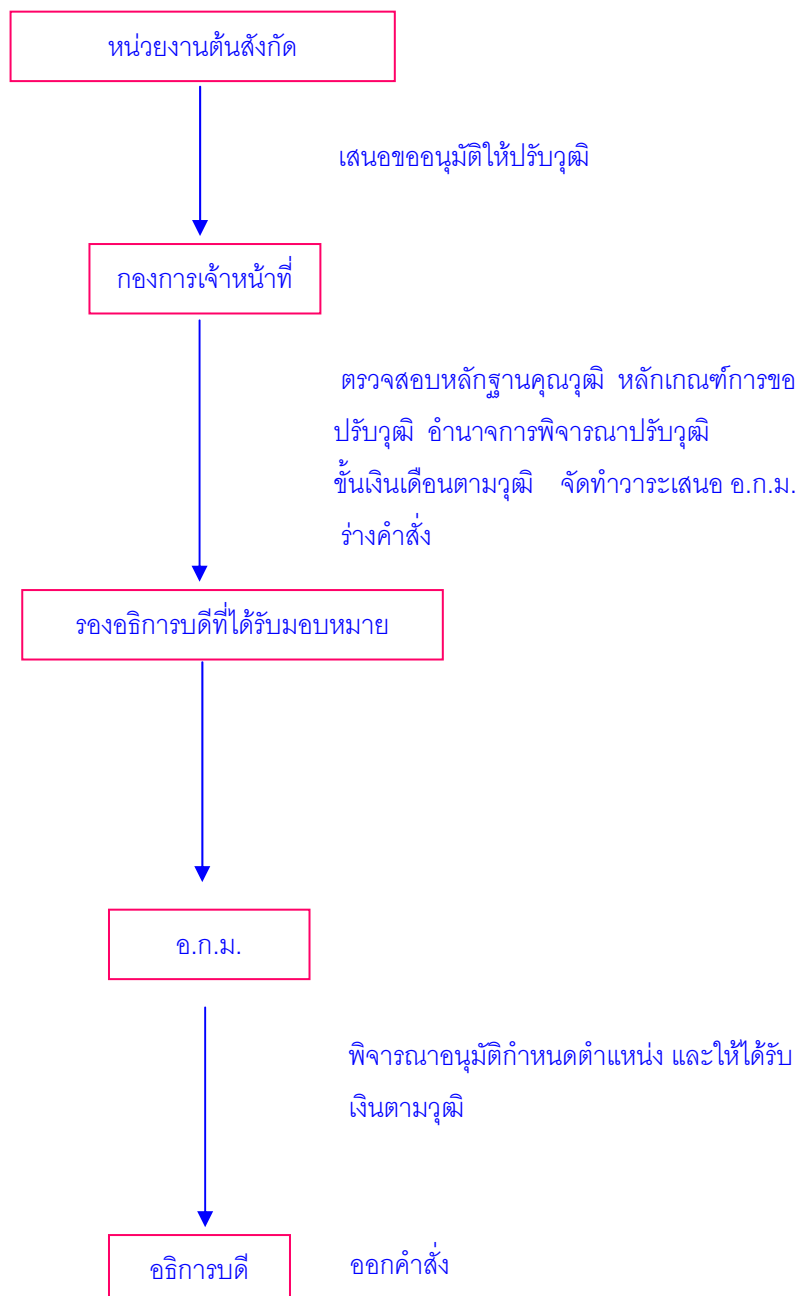 หน่วยงานต้นสังกัด
เสนอขออนุมัติให้ปรับวุฒิ
กองการเจ้าหน้าที่
ตรวจสอบหลักฐานคุณวุฒิ หลักเกณฑ์การขอ
ปรับวุฒิ อำนาจการพิจารณาปรับวุฒิ
ขั้นเงินเดือนตามวุฒิ จัดทำวาระเสนอ อ.ก.ม.
ร่างคำสั่ง
รองอธิการบดีที่ได้รับมอบหมาย
อ.ก.ม.
พิจารณาอนุมัติกำหนดตำแหน่ง และให้ได้รับ
เงินตามวุฒิ
อธิการบดี
ออกคำสั่ง